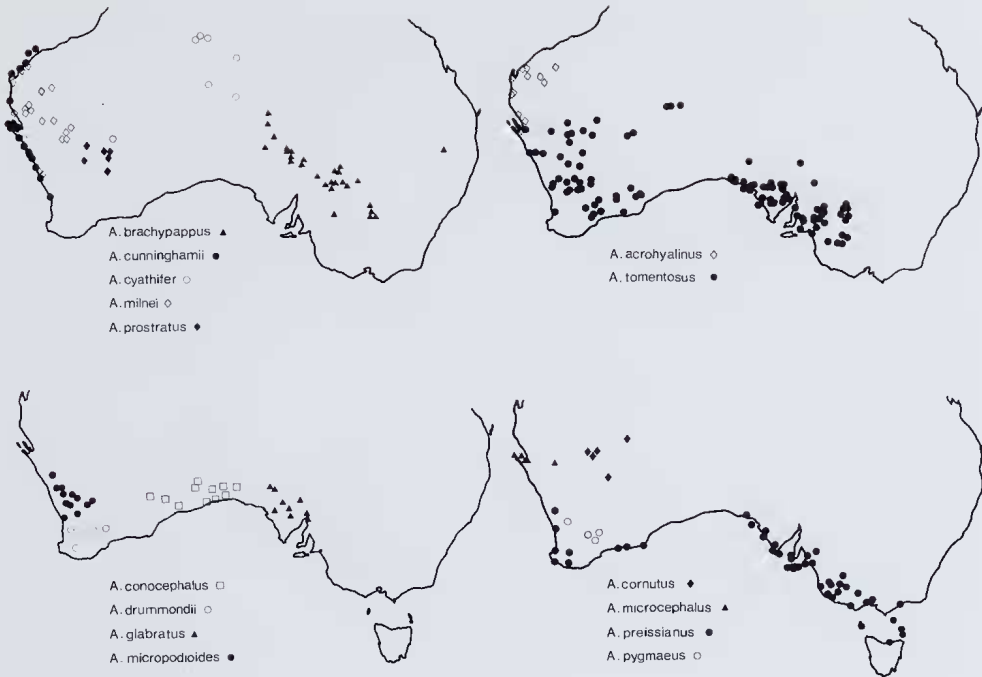 A. brachypappus ▲
A. cunninghamii ●
A. cyathifer ○
A. milnei ◇
A. prostratus ◆
A. acrohyalinus ◇
A. tomentosus ●
A. conocephalus □
A. drummondii ○
A. glabratus ▲
A. micropodioides ●
A. cornutus ◆
A. microcephalus ▲
A. preissianus ●
A. pygmaeus ○